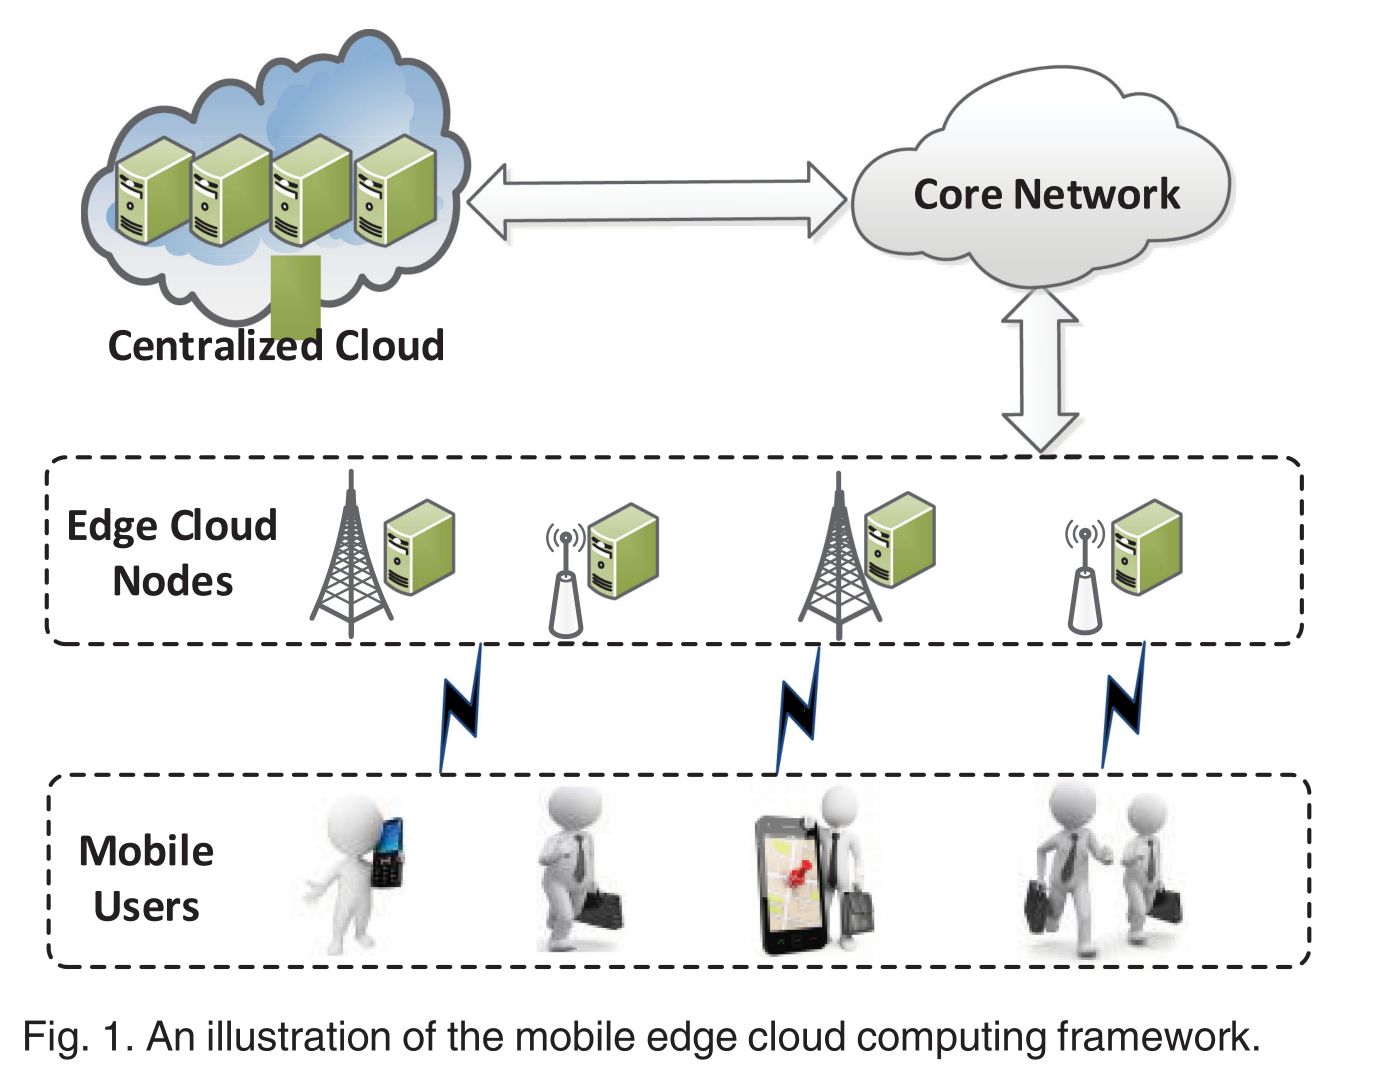 Core Network
Centralized Cloud
Edge Cloud
Nodes
Mobile
Users
Fig. 1. An illustration of the mobile edge cloud computing framework.